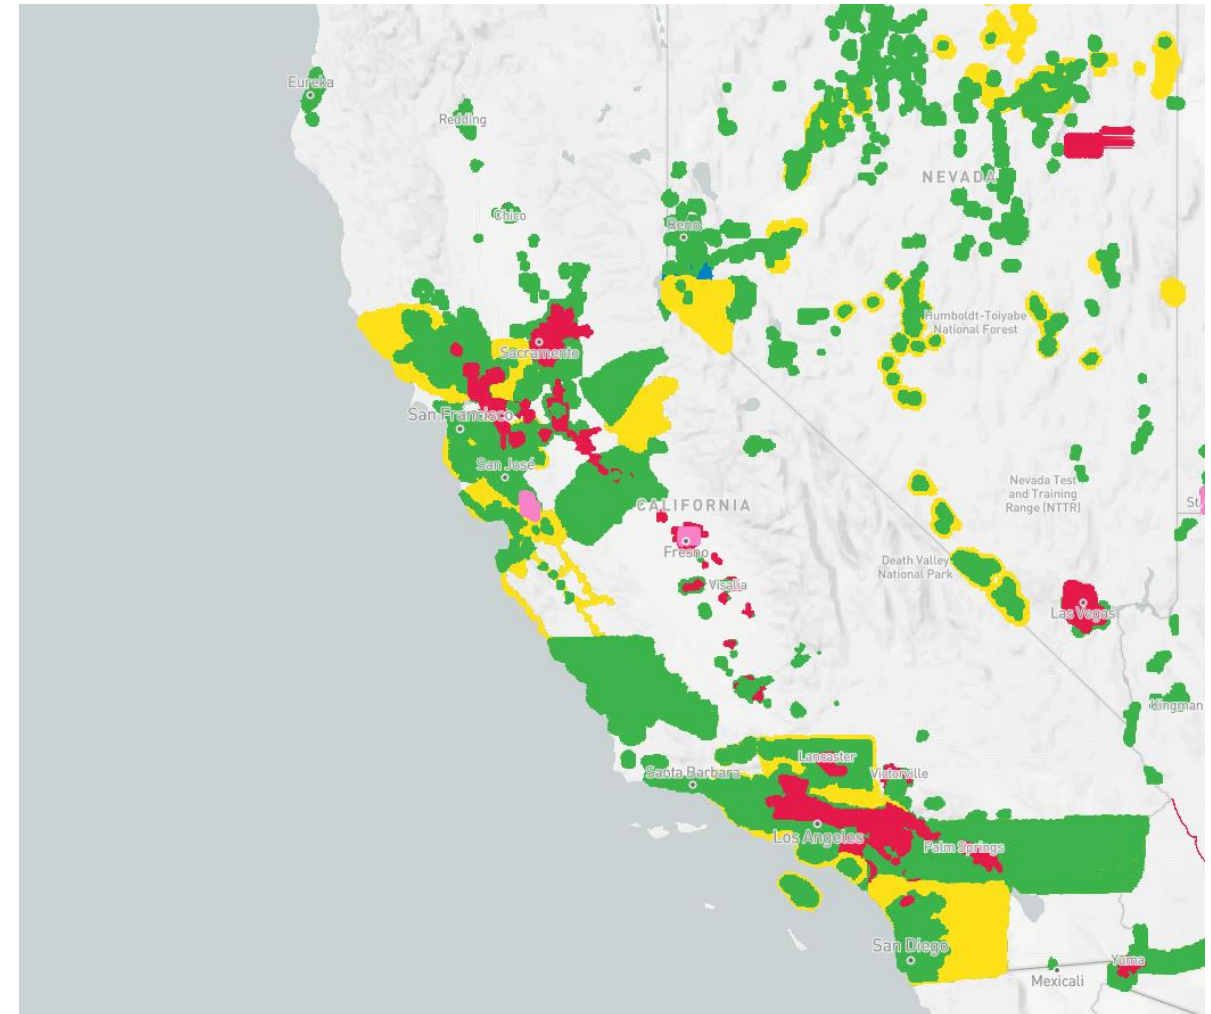 Eureka
Redding
NEVADA
Chico
Reno
Humboldt-Toiyabe
National Forest
Sacramento
San Francisco
San José
Nevada Test
and Training
Range (NTTR)
St.
CALIFORNIA
Fresno
Death Valley
National Park
Visalia
Las Vegas
Kingman
Lancaster
Santa Barbara
Victorville
Los Angeles
Palm Springs
San Diego
Yuma
Mexicali